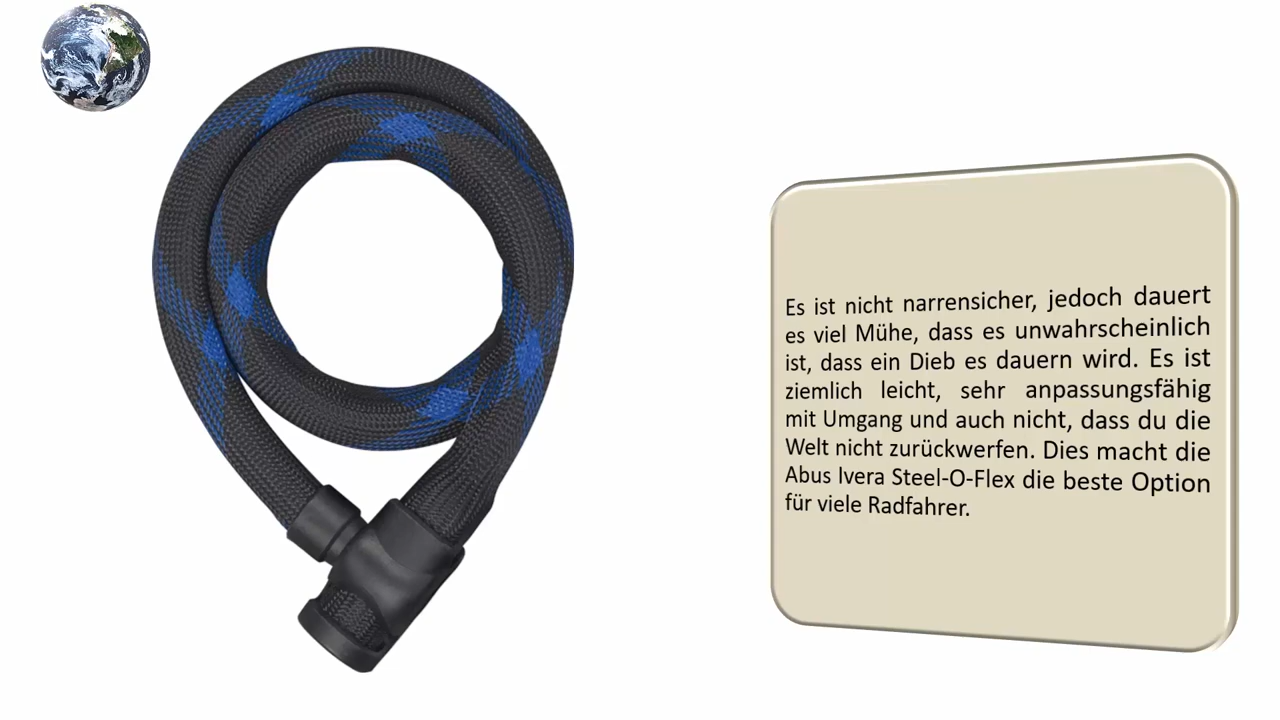 Es ist nicht narrensicher, jedoch dauert
es viel Mühe, dass es unwahrscheinlich
ist, dass ein Dieb es dauern wird. Es ist
ziemlich leicht, sehr anpassungsfähig
mit Umgang und auch nicht, dass du die
Welt nicht zurückwerfen. Dies macht die
Abus Ivera Steel-O-Flex die beste Option
für viele Radfahrer.